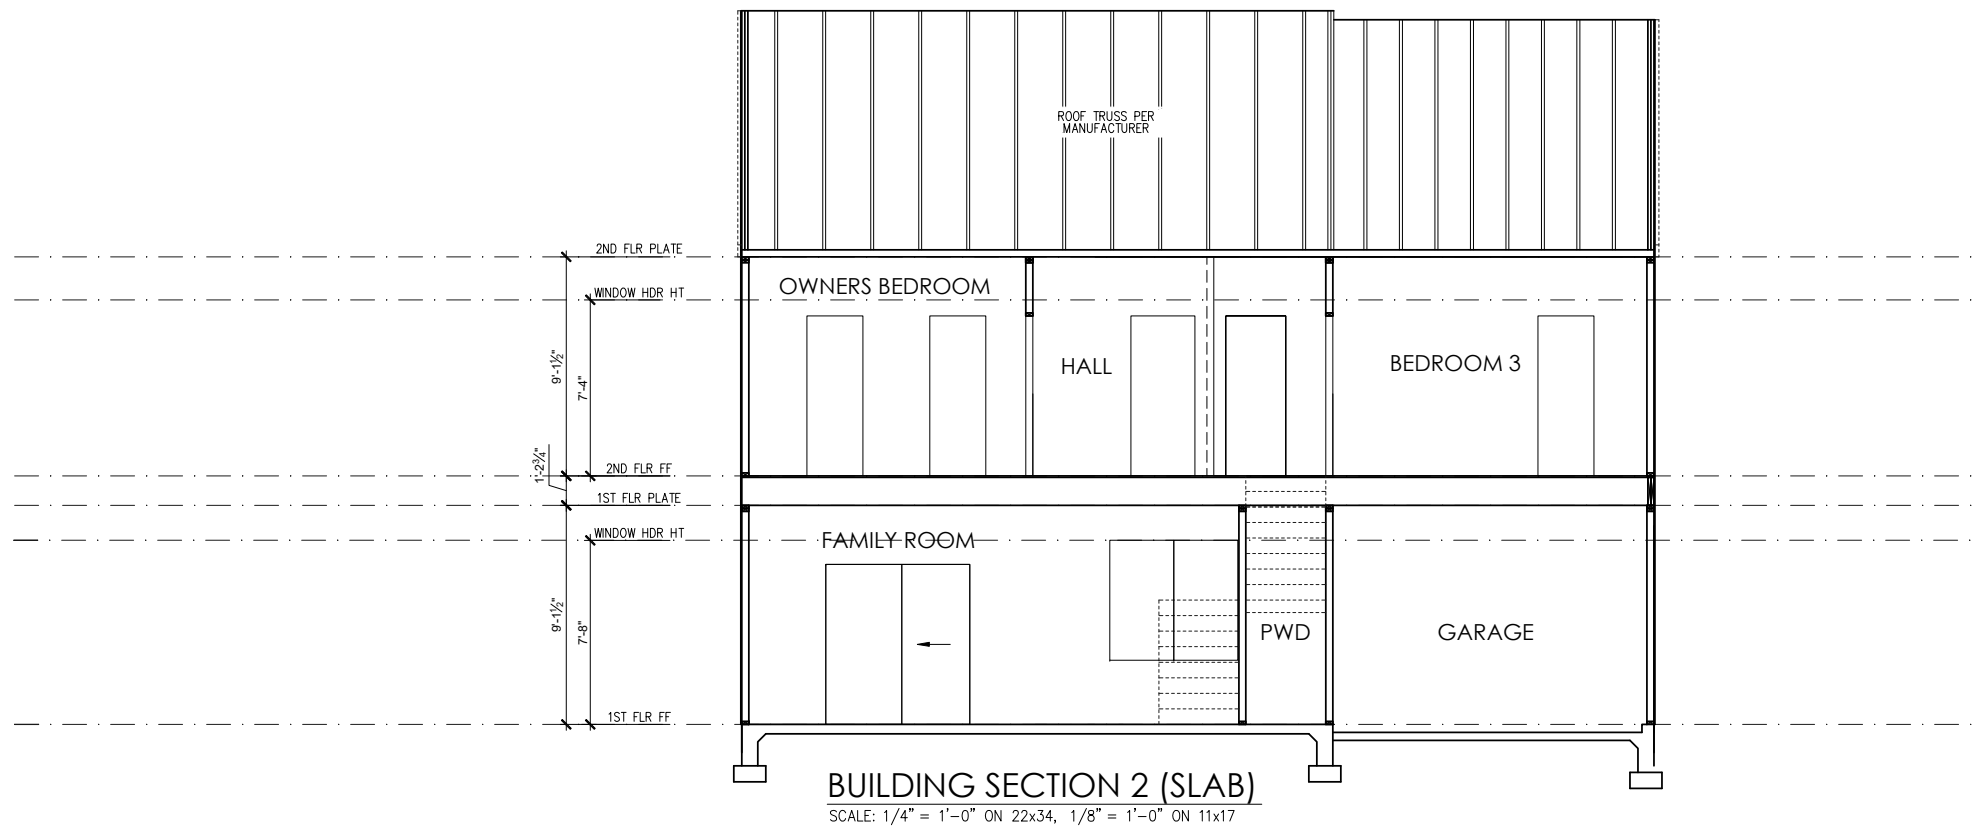 ROOF TRUSS PER
MANUFACTURER
2ND FLR PLATE
OWNERS BEDROOM
WINDOW HDR HT
9'-1½"
7'-4"
HALL
BEDROOM 3
1'-2¾"
2ND FLR FF
1ST FLR PLATE
WINDOW HDR HT
FAMILY ROOM
9'-1½"
7'-8"
PWD
GARAGE
1ST FLR FF
BUILDING SECTION 2 (SLAB)
SCALE: 1/4" = 1'-0" ON 22x34, 1/8" = 1'-0" ON 11x17